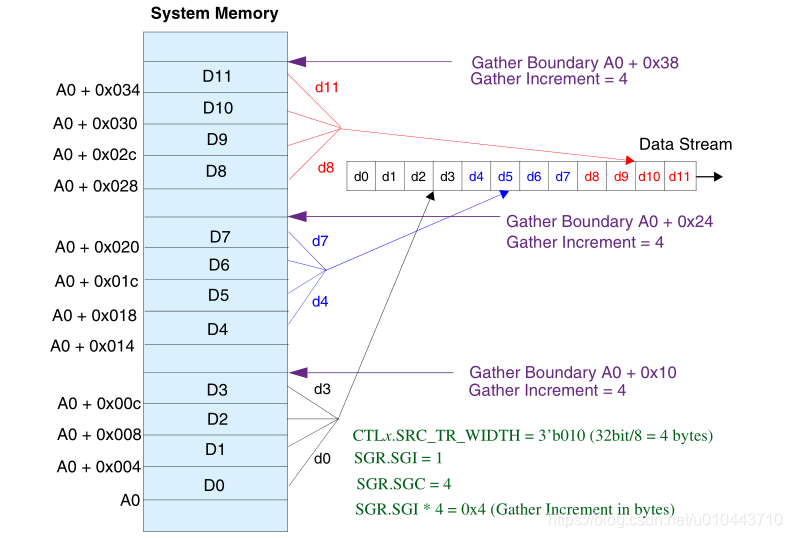 System Memory
Gather Boundary A0 + 0x38
Gather Increment = 4
D11
d11
A0 + 0x034
D10
A0 + 0x030
D9
A0 + 0x02c
D8
d8
A0 + 0x028
Data Stream
d0 d1 d2 d3 d4 d5 d6 d7 d8 d9 d10 d11
Gather Boundary A0 + 0x24
Gather Increment = 4
D7
d7
A0 + 0x020
D6
A0 + 0x01c
D5
d4
A0 + 0x018
D4
A0 + 0x014
Gather Boundary A0 + 0x10
Gather Increment = 4
D3
d3
A0 + 0x00c
D2
A0 + 0x008
D1
d0
A0 + 0x004
D0
A0
CTLx.SRC_TR_WIDTH = 3'b010 (32bit/8 = 4 bytes)
SGR.SGI = 1
SGR.SGC = 4
SGR.SGI * 4 = 0x4 (Gather Increment in bytes)
https://blog.csdn.net/u010443710